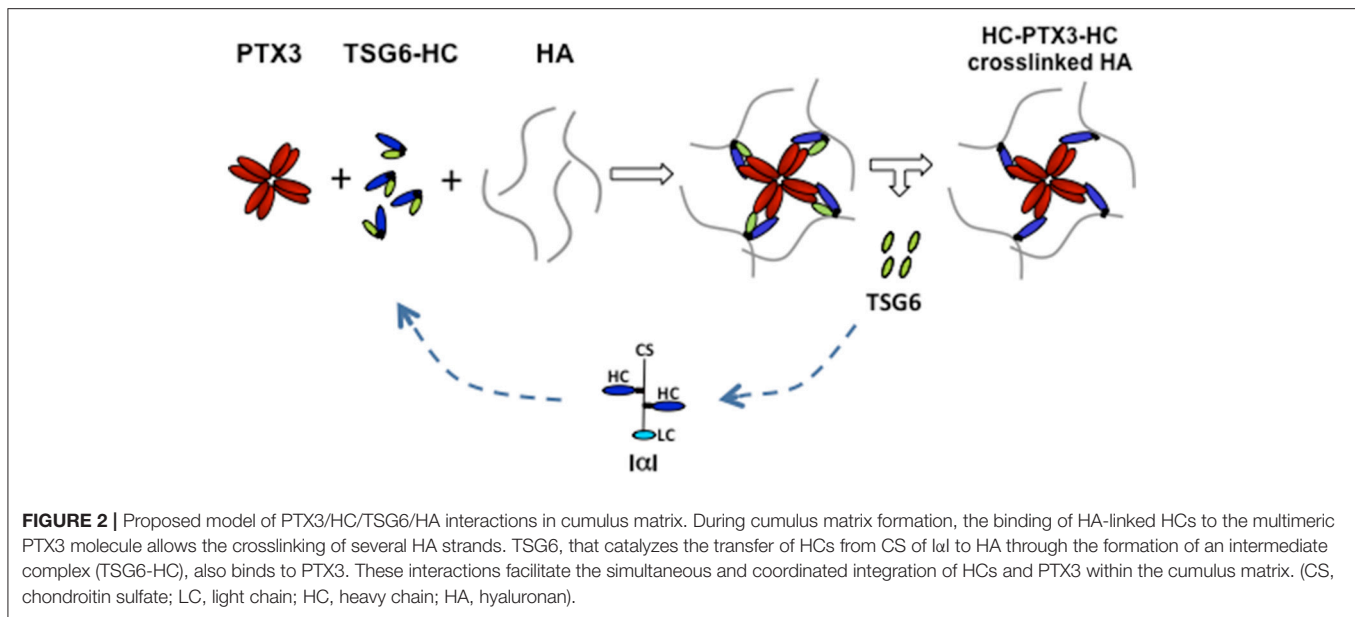 PTX3 TSG6-HC HA
HC-PTX3-HC
crosslinked HA
+ +
TSG6
CS
HC
HC
LC
IαI
FIGURE 2 | Proposed model of PTX3/HC/TSG6/HA interactions in cumulus matrix. During cumulus matrix formation, the binding of HA-linked HCs to the multimeric
PTX3 molecule allows the crosslinking of several HA strands. TSG6, that catalyzes the transfer of HCs from CS of IαI to HA through the formation of an intermediate
complex (TSG6-HC), also binds to PTX3. These interactions facilitate the simultaneous and coordinated integration of HCs and PTX3 within the cumulus matrix. (CS,
chondroitin sulfate; LC, light chain; HC, heavy chain; HA, hyaluronan).